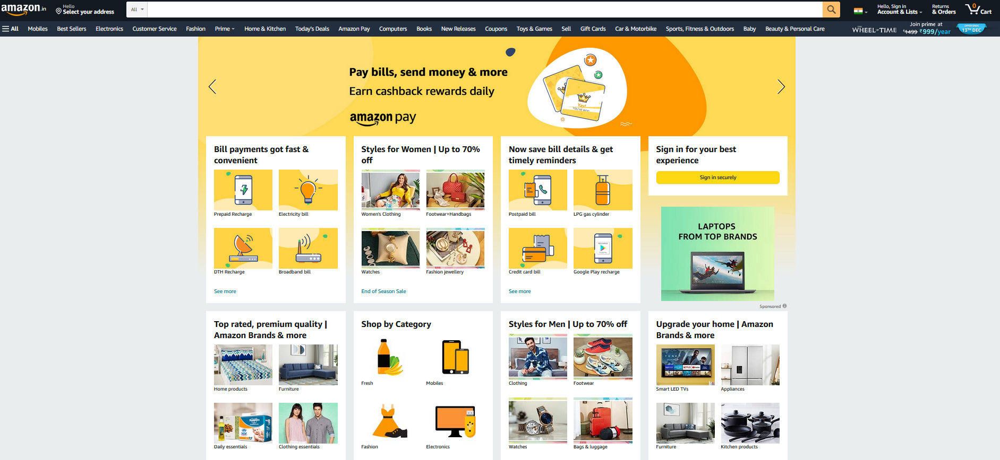 amazon.in
Hello
Select your address
All
Hello, Sign in
Account & Lists
Returns
& Orders
0
Cart
All
Mobiles
Best Sellers
Electronics
Customer Service
Fashion
Prime
Home & Kitchen
Today's Deals
Amazon Pay
Computers
Books
New Releases
Coupons
Toys & Games
Sell
Gift Cards
Car & Motorbike
Sports, Fitness & Outdoors
Baby
Beauty & Personal Care
THE
WHEEL OF TIME
Join prime at
₹1499 ₹999/year
OFFER ENDS
13TH DEC
Pay bills, send money & more
Earn cashback rewards daily
amazon pay
Yay!
You've won
Bill payments got fast &
convenient
Prepaid Recharge
Electricity bill
DTH Recharge
Broadband bill
See more
Styles for Women | Up to 70%
off
Women's Clothing
Footwear+Handbags
Watches
Fashion jewellery
End of Season Sale
Now save bill details & get
timely reminders
Postpaid bill
LPG gas cylinder
Credit card bill
RECHARGE
Google Play
Google Play recharge
See more
Sign in for your best
experience
Sign in securely
LAPTOPS
FROM TOP BRANDS
Sponsored
Top rated, premium quality |
Amazon Brands & more
Home products
Furniture
Daily essentials
Clothing essentials
Shop by Category
Fresh
Mobiles
Fashion
Electronics
Styles for Men | Up to 70% off
Clothing
Footwear
Watches
Bags & luggage
Upgrade your home | Amazon
Brands & more
NETFLIX
Smart LED TVs
Appliances
Furniture
Kitchen products